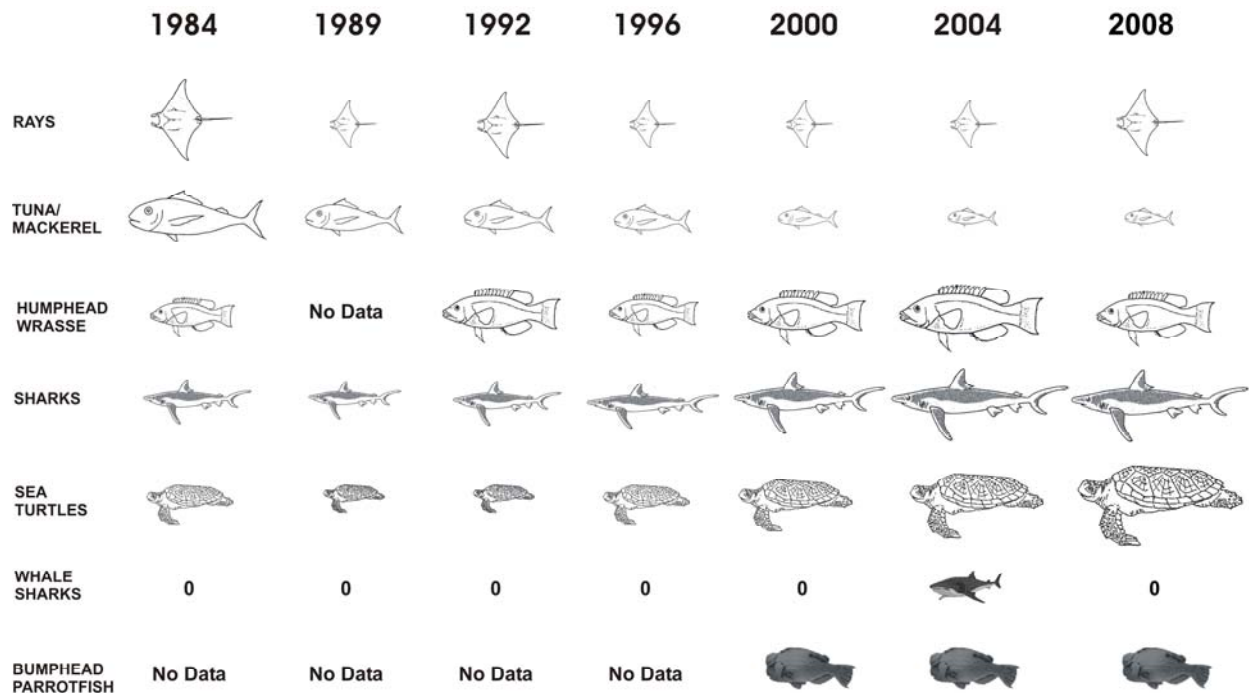 1984 1989 1992 1996 2000 2004 2008
RAYS
TUNA/
MACKEREL
HUMPHEAD
WRASSE
No Data
SHARKS
SEA
TURTLES
WHALE
SHARKS
0 0 0 0 0 0
BUMPHEAD
PARROTFISH
No Data No Data No Data No Data